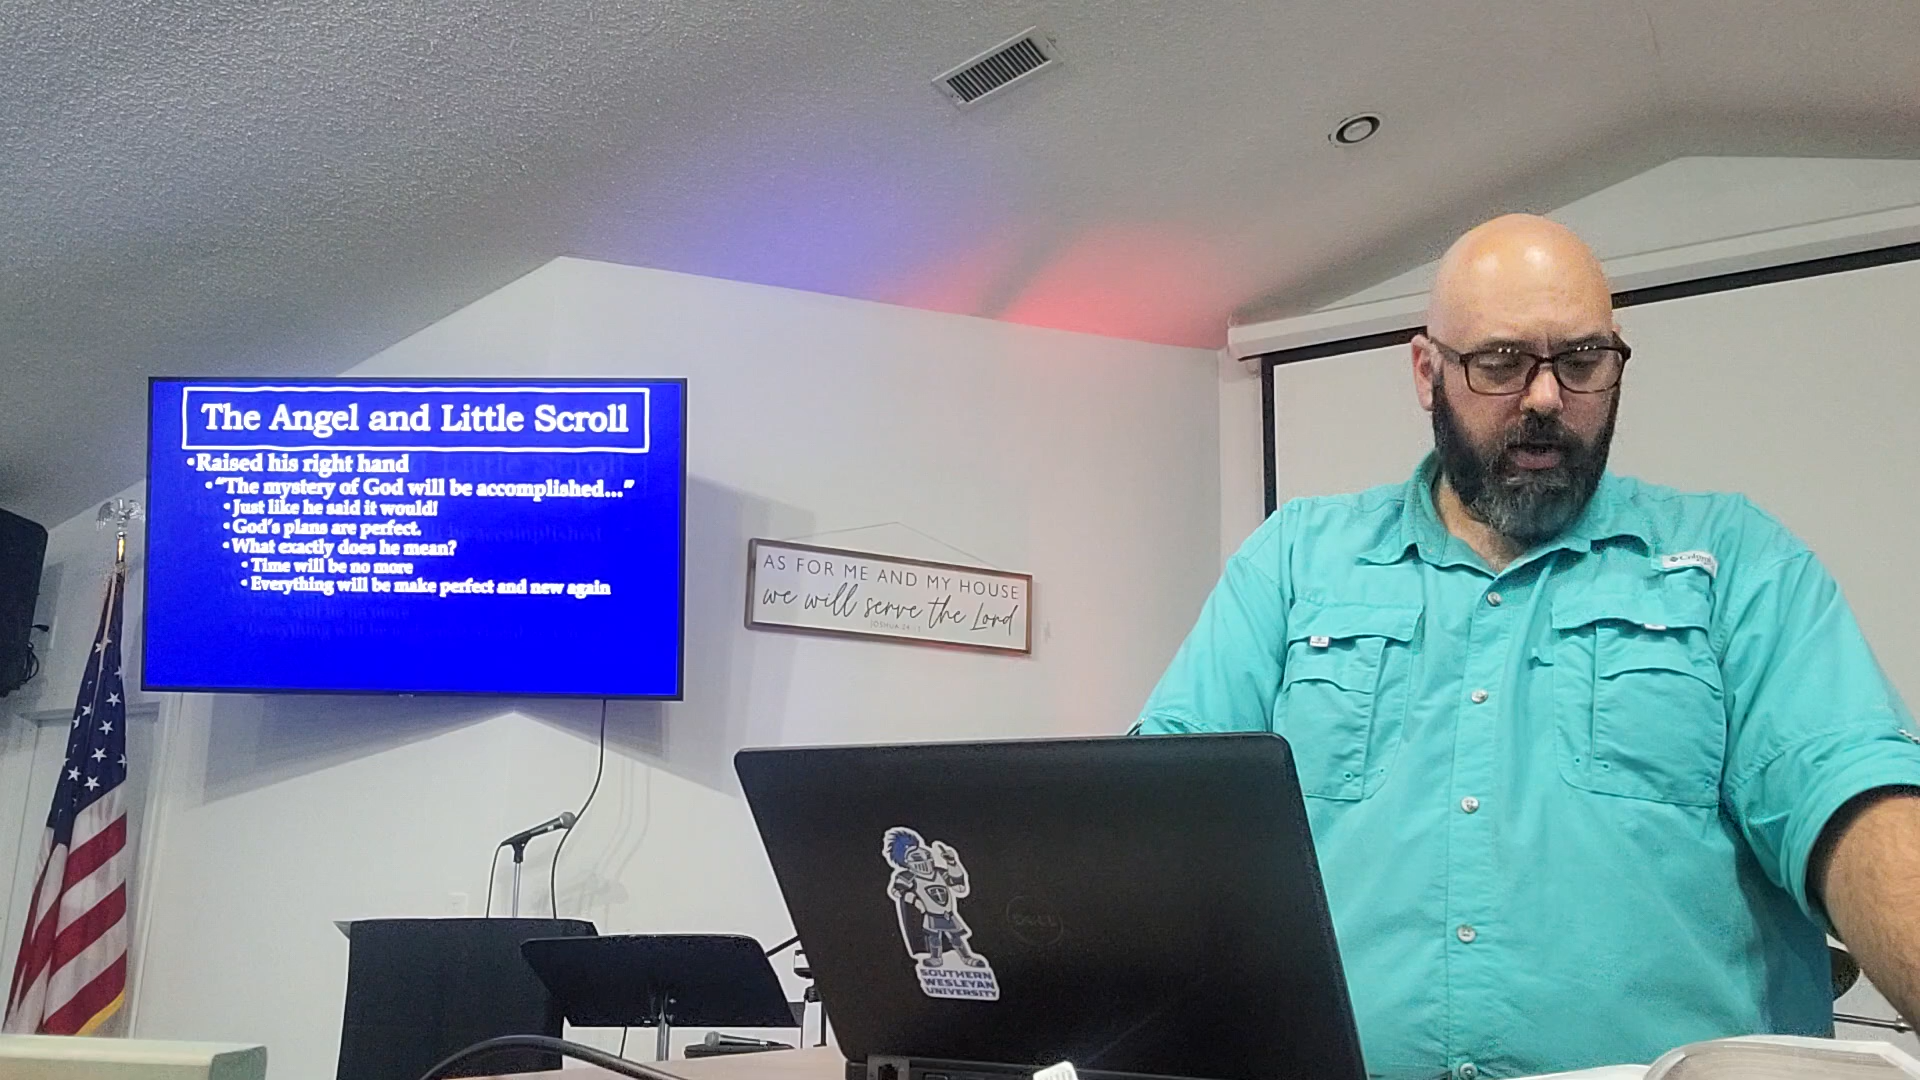 The Angel and Little Scroll
•Raised his right hand
•“The mystery of God will be accomplished...”
•Just like he said it would!
•God's plans are perfect.
•What exactly does he mean?
•Time will be no more
•Everything will be make perfect and new again
AS FOR ME AND MY HOUSE
we will serve the Lord
JOSHUA
Columbia
DELL
SOUTHERN
WESLEYAN
UNIVERSITY